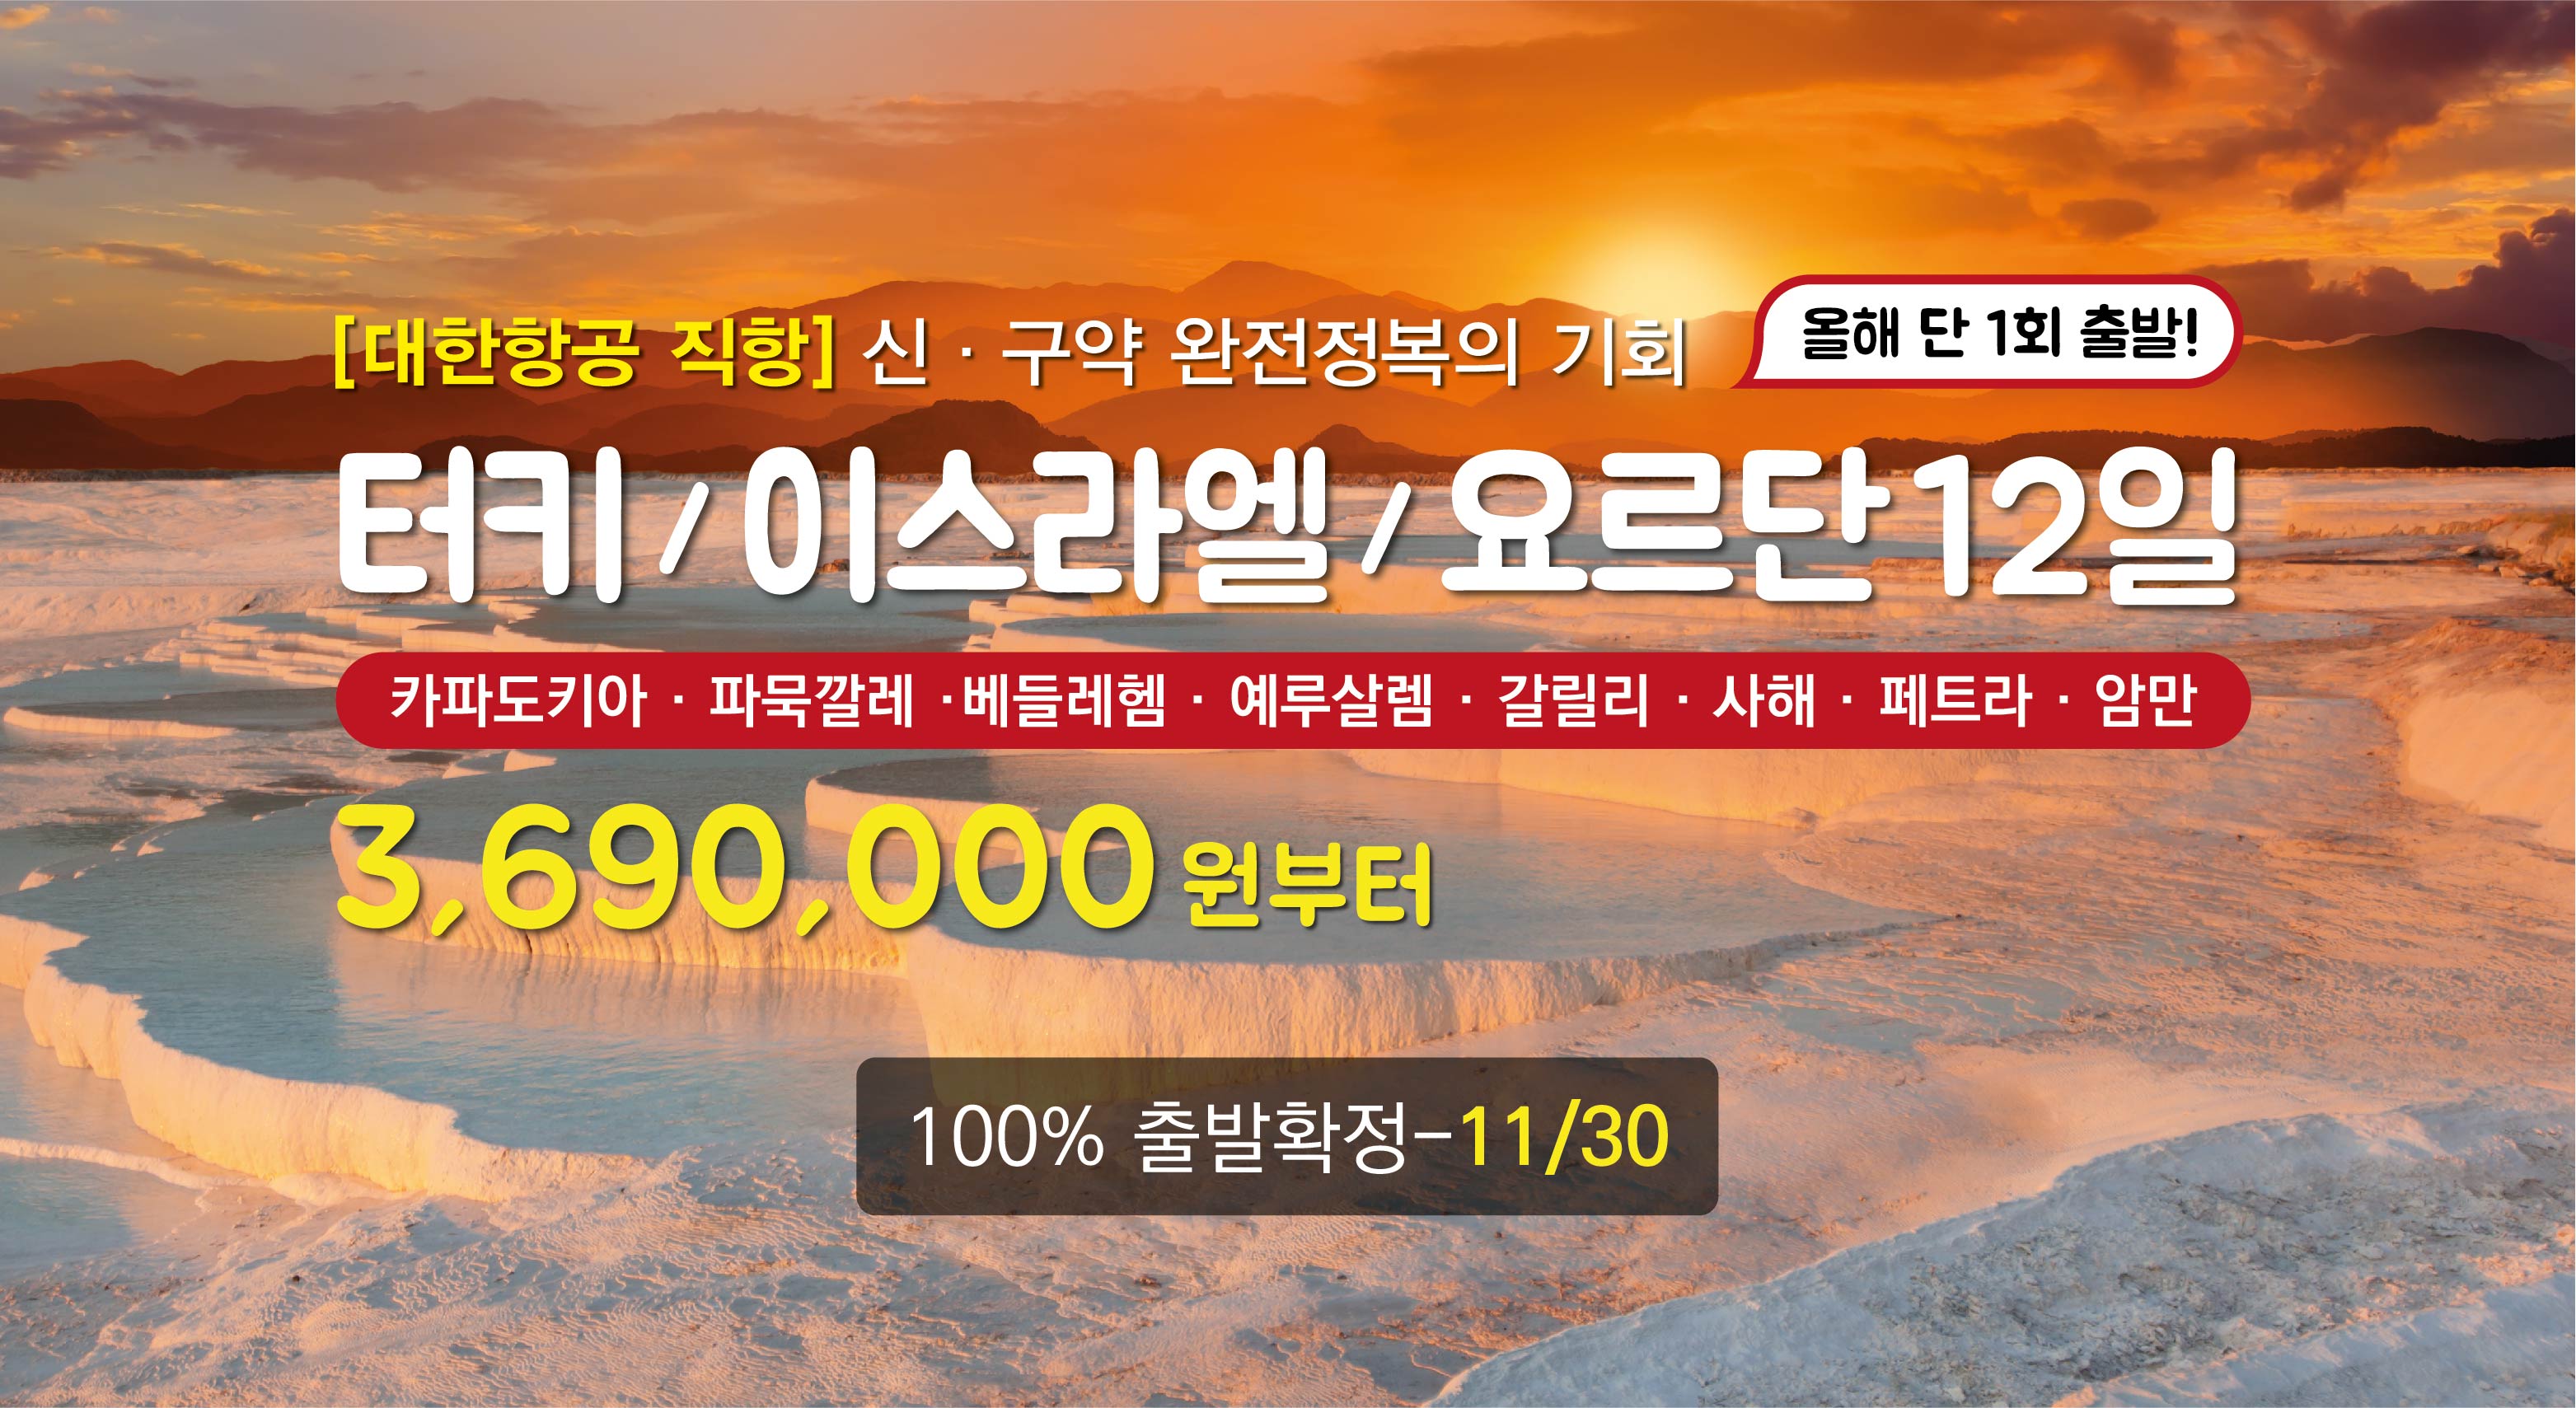 [대한항공 직항] 신 · 구약 완전정복의 기회
올해 단 1회 출발!
터키 / 이스라엘 / 요르단 12일
카파도키아 · 파묵깔레 · 베들레헴 · 예루살렘 · 갈릴리 · 사해 · 페트라 · 암만
3,690,000 원부터
100% 출발확정-11/30